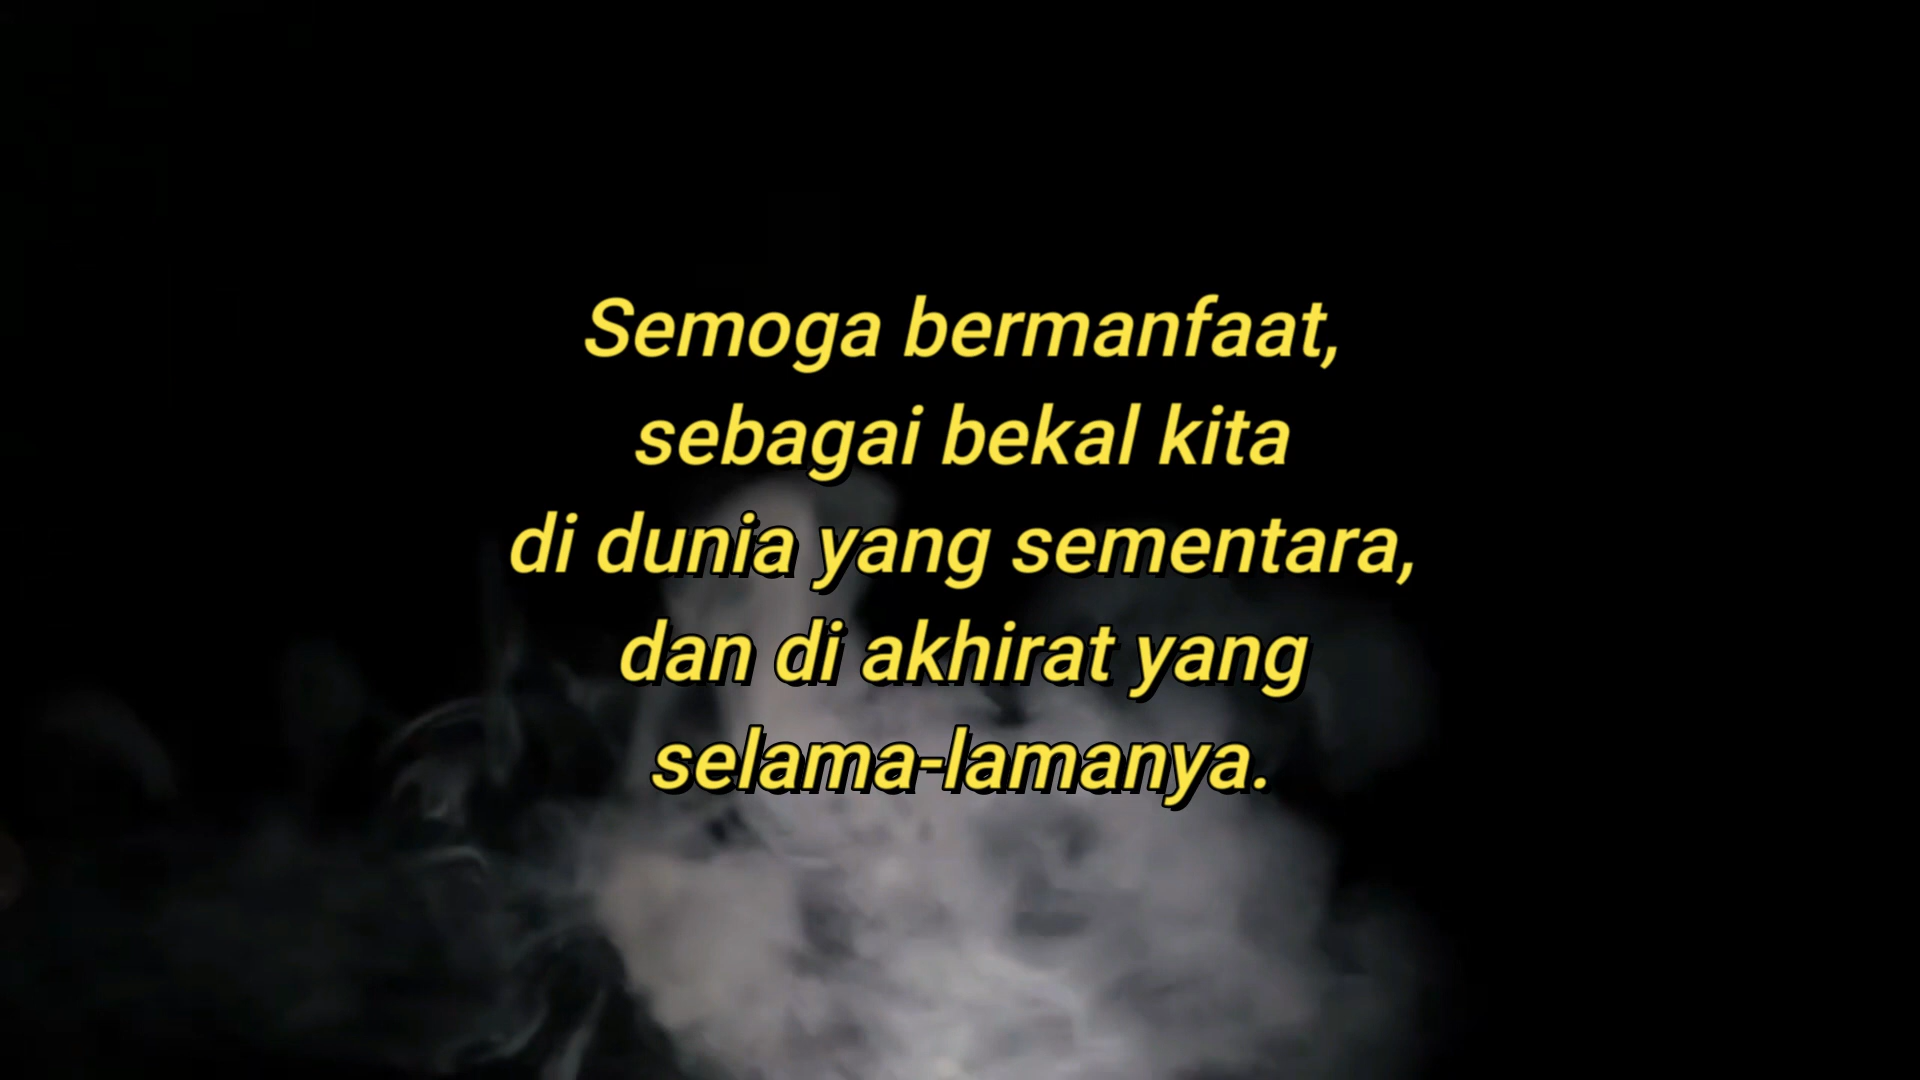 Semoga bermanfaat,
sebagai bekal kita
di dunia yang sementara,
dan di akhirat yang
selama-lamanya.